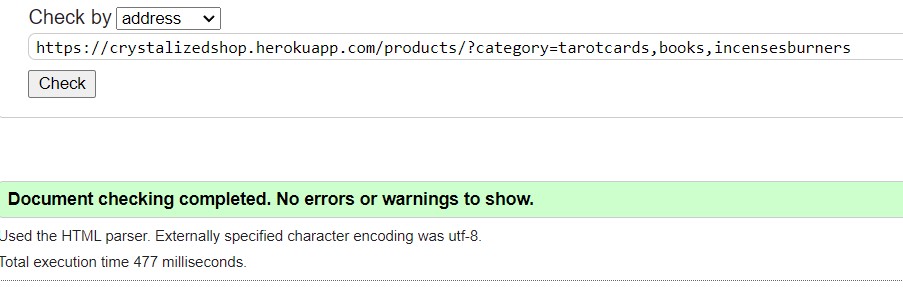 Check by address
https://crystalizedshop.herokuapp.com/products/?category=tarotcards,books,incensesburners
Check
Document checking completed. No errors or warnings to show.
Used the HTML parser. Externally specified character encoding was utf-8.
Total execution time 477 milliseconds.